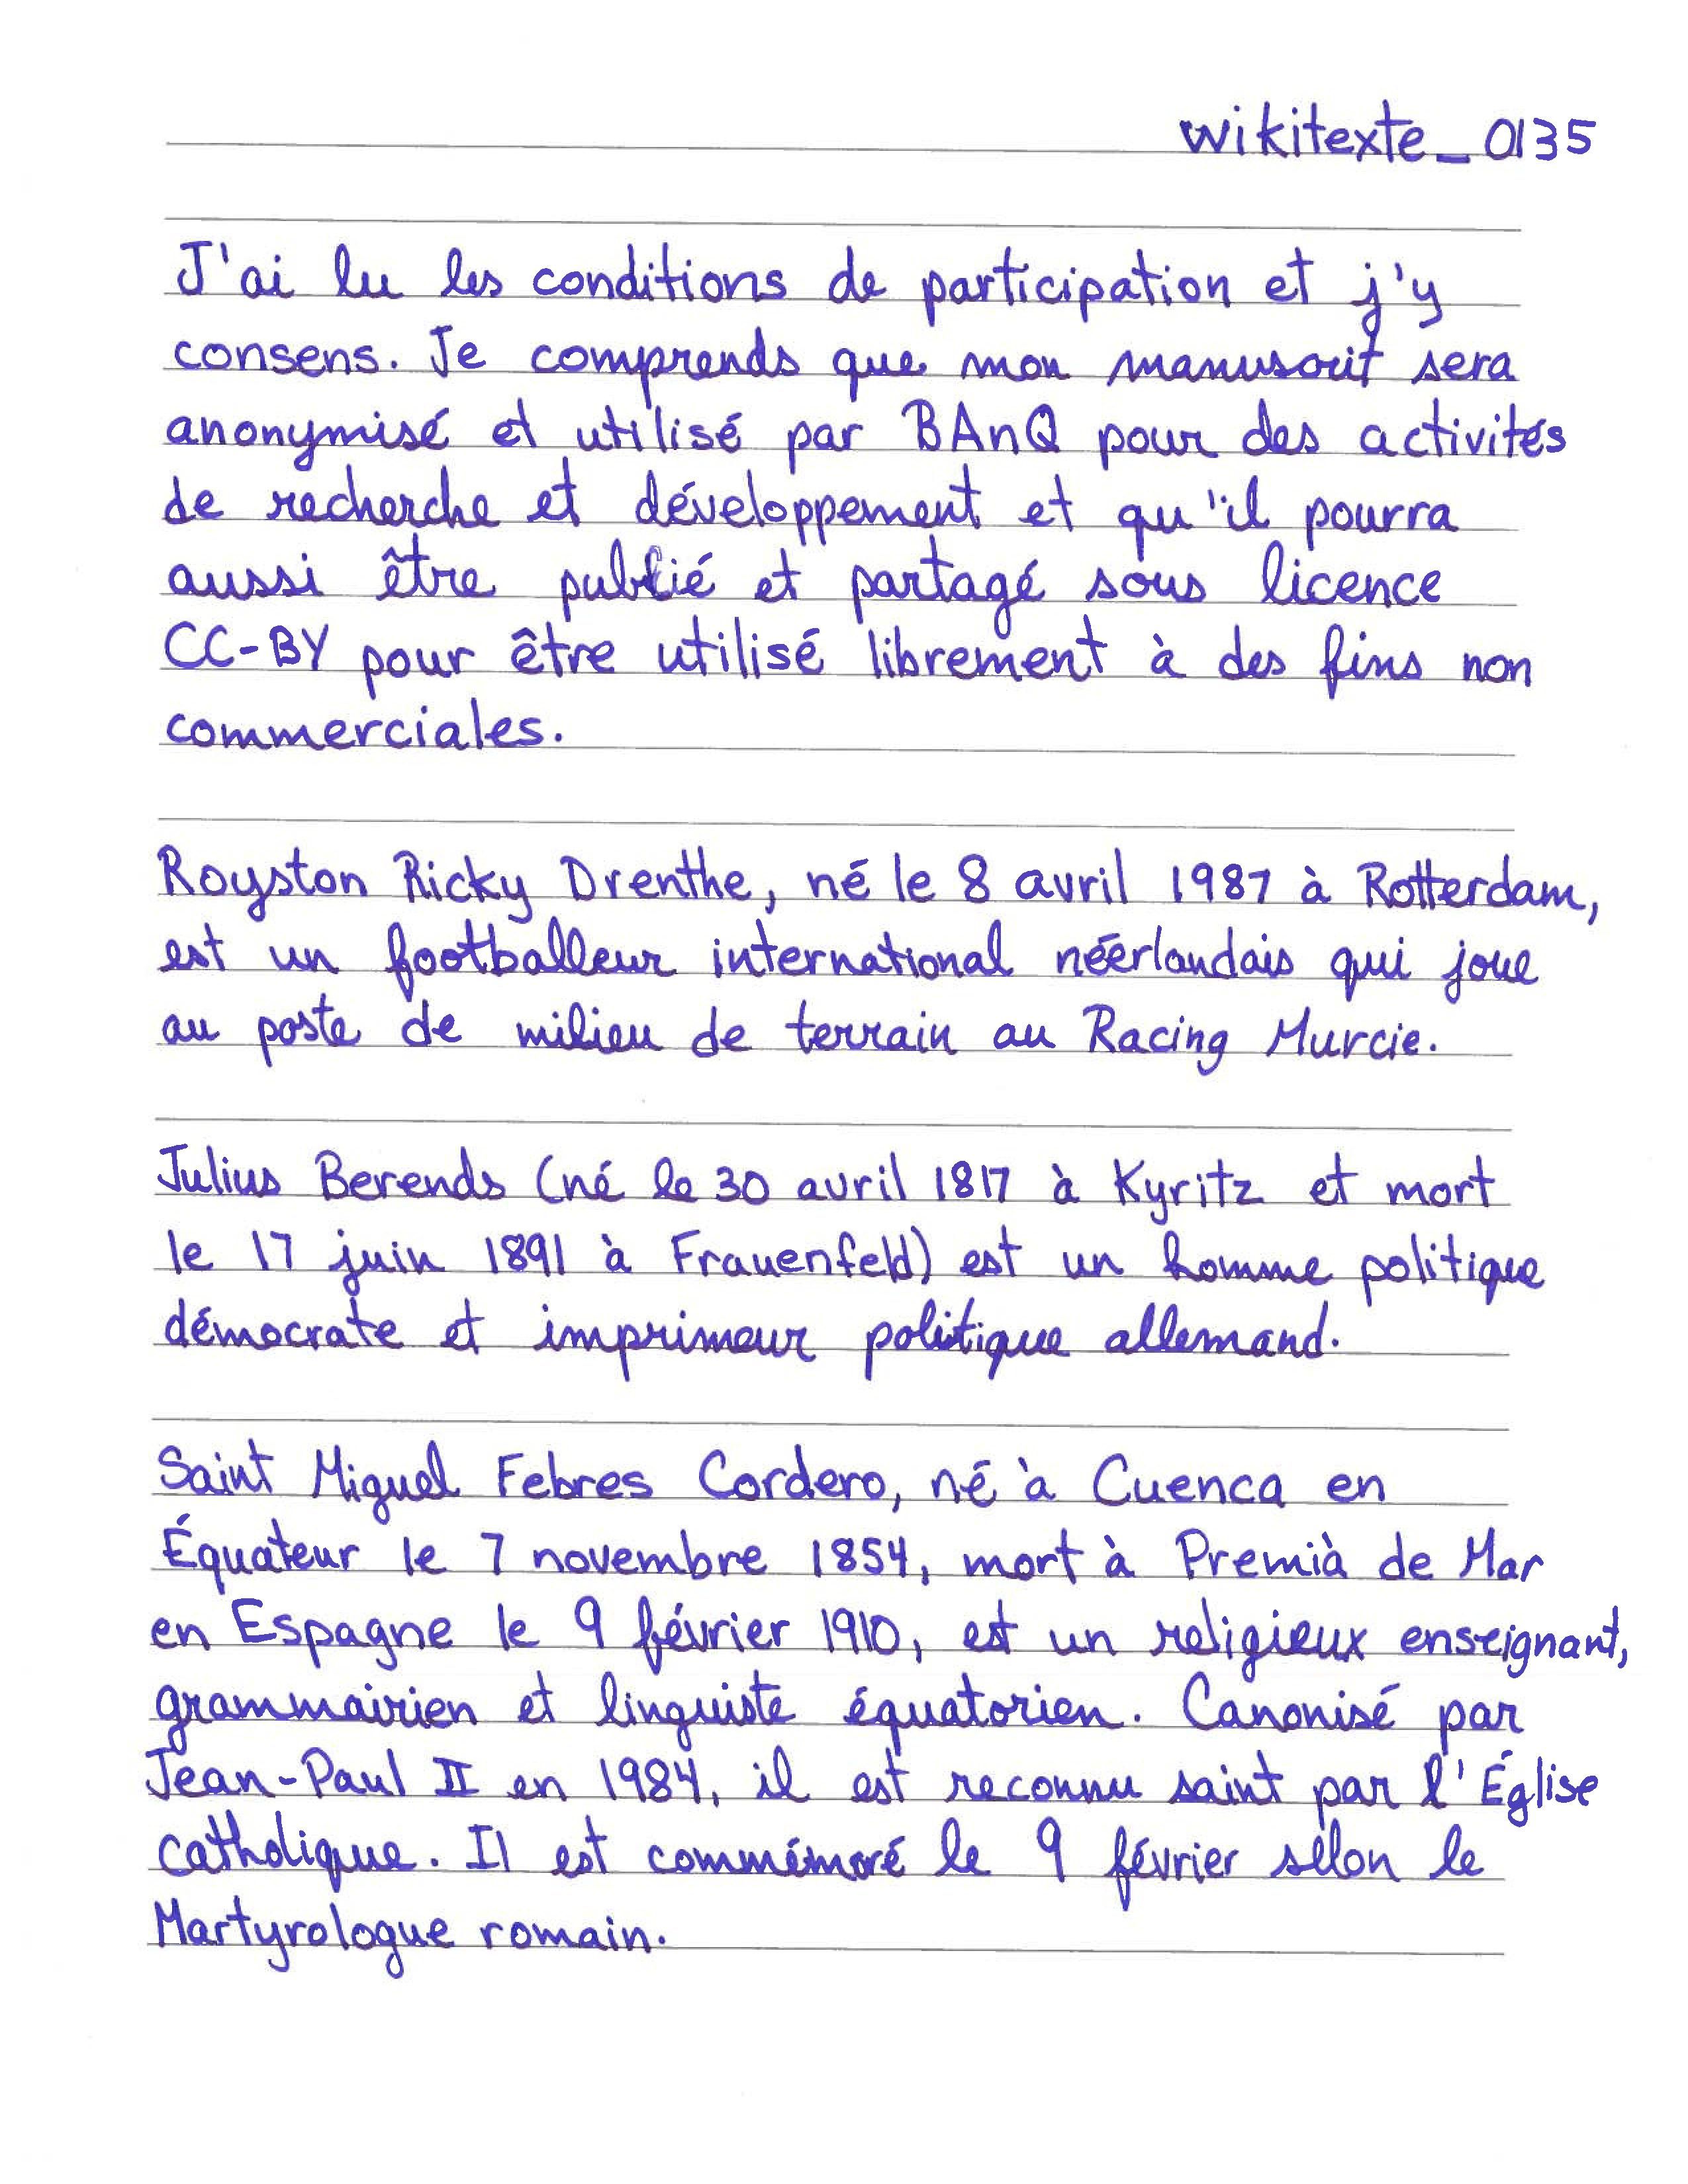 wikitexte_0135
J'ai lu les conditions de participation et j'y
consens. Je comprends que mon manuscrit sera
anonymisé et utilisé par BAnQ pour des activités
de recherche et développement et qu'il pourra
aussi être publié et partagé sous licence
CC-BY pour être utilisé librement à des fins non
commerciales.
Royston Ricky Drenthe, né le 8 avril 1987 à Rotterdam,
est un footballeur international néerlandais qui joue
au poste de milieu de terrain au Racing Murcie.
Julius Berends (né le 30 avril 1817 à Kyritz et mort
le 17 juin 1891 à Frauenfeld) est un homme politique
démocrate et imprimeur politique allemand.
Saint Miguel Febres Cordero, né à Cuenca en
Équateur le 7 novembre 1854, mort à Premià de Mar
en Espagne le 9 février 1910, est un religieux enseignant,
grammairien et linguiste équatorien. Canonisé par
Jean-Paul II en 1984, il est reconnu saint par l'Église
catholique. Il est commémoré le 9 février selon le
Martyrologue romain.